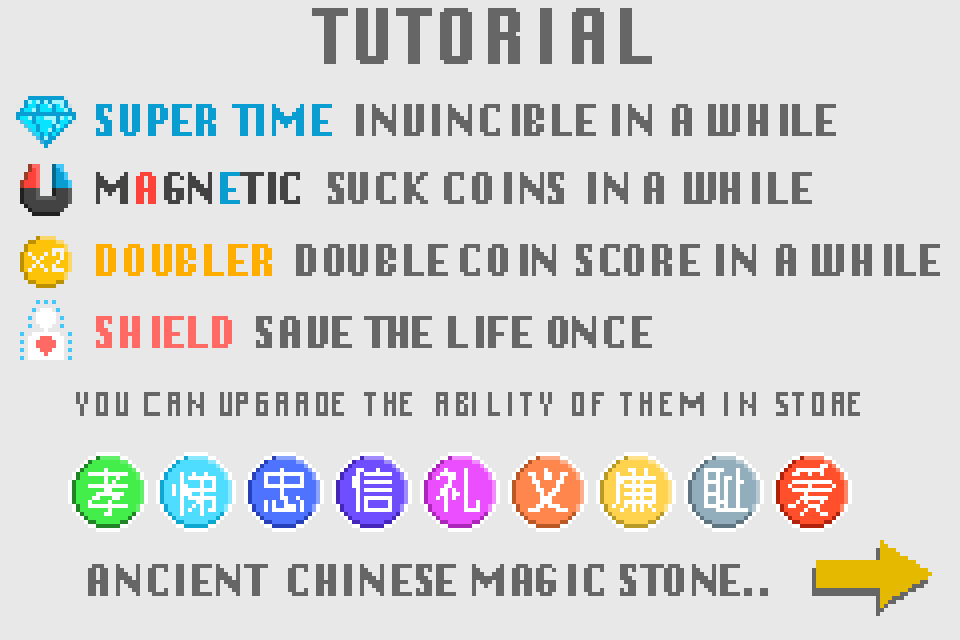 TUTORIAL
SUPER TIME INVINCIBLE IN A WHILE
MAGNETIC SUCK COINS IN A WHILE
x2 DOUBLER DOUBLE COIN SCORE IN A WHILE
SHIELD SAVE THE LIFE ONCE
YOU CAN UPGRADE THE ABILITY OF THEM IN STORE
孝 悌 忠 信 礼 义 廉 耻 爱
ANCIENT CHINESE MAGIC STONE..